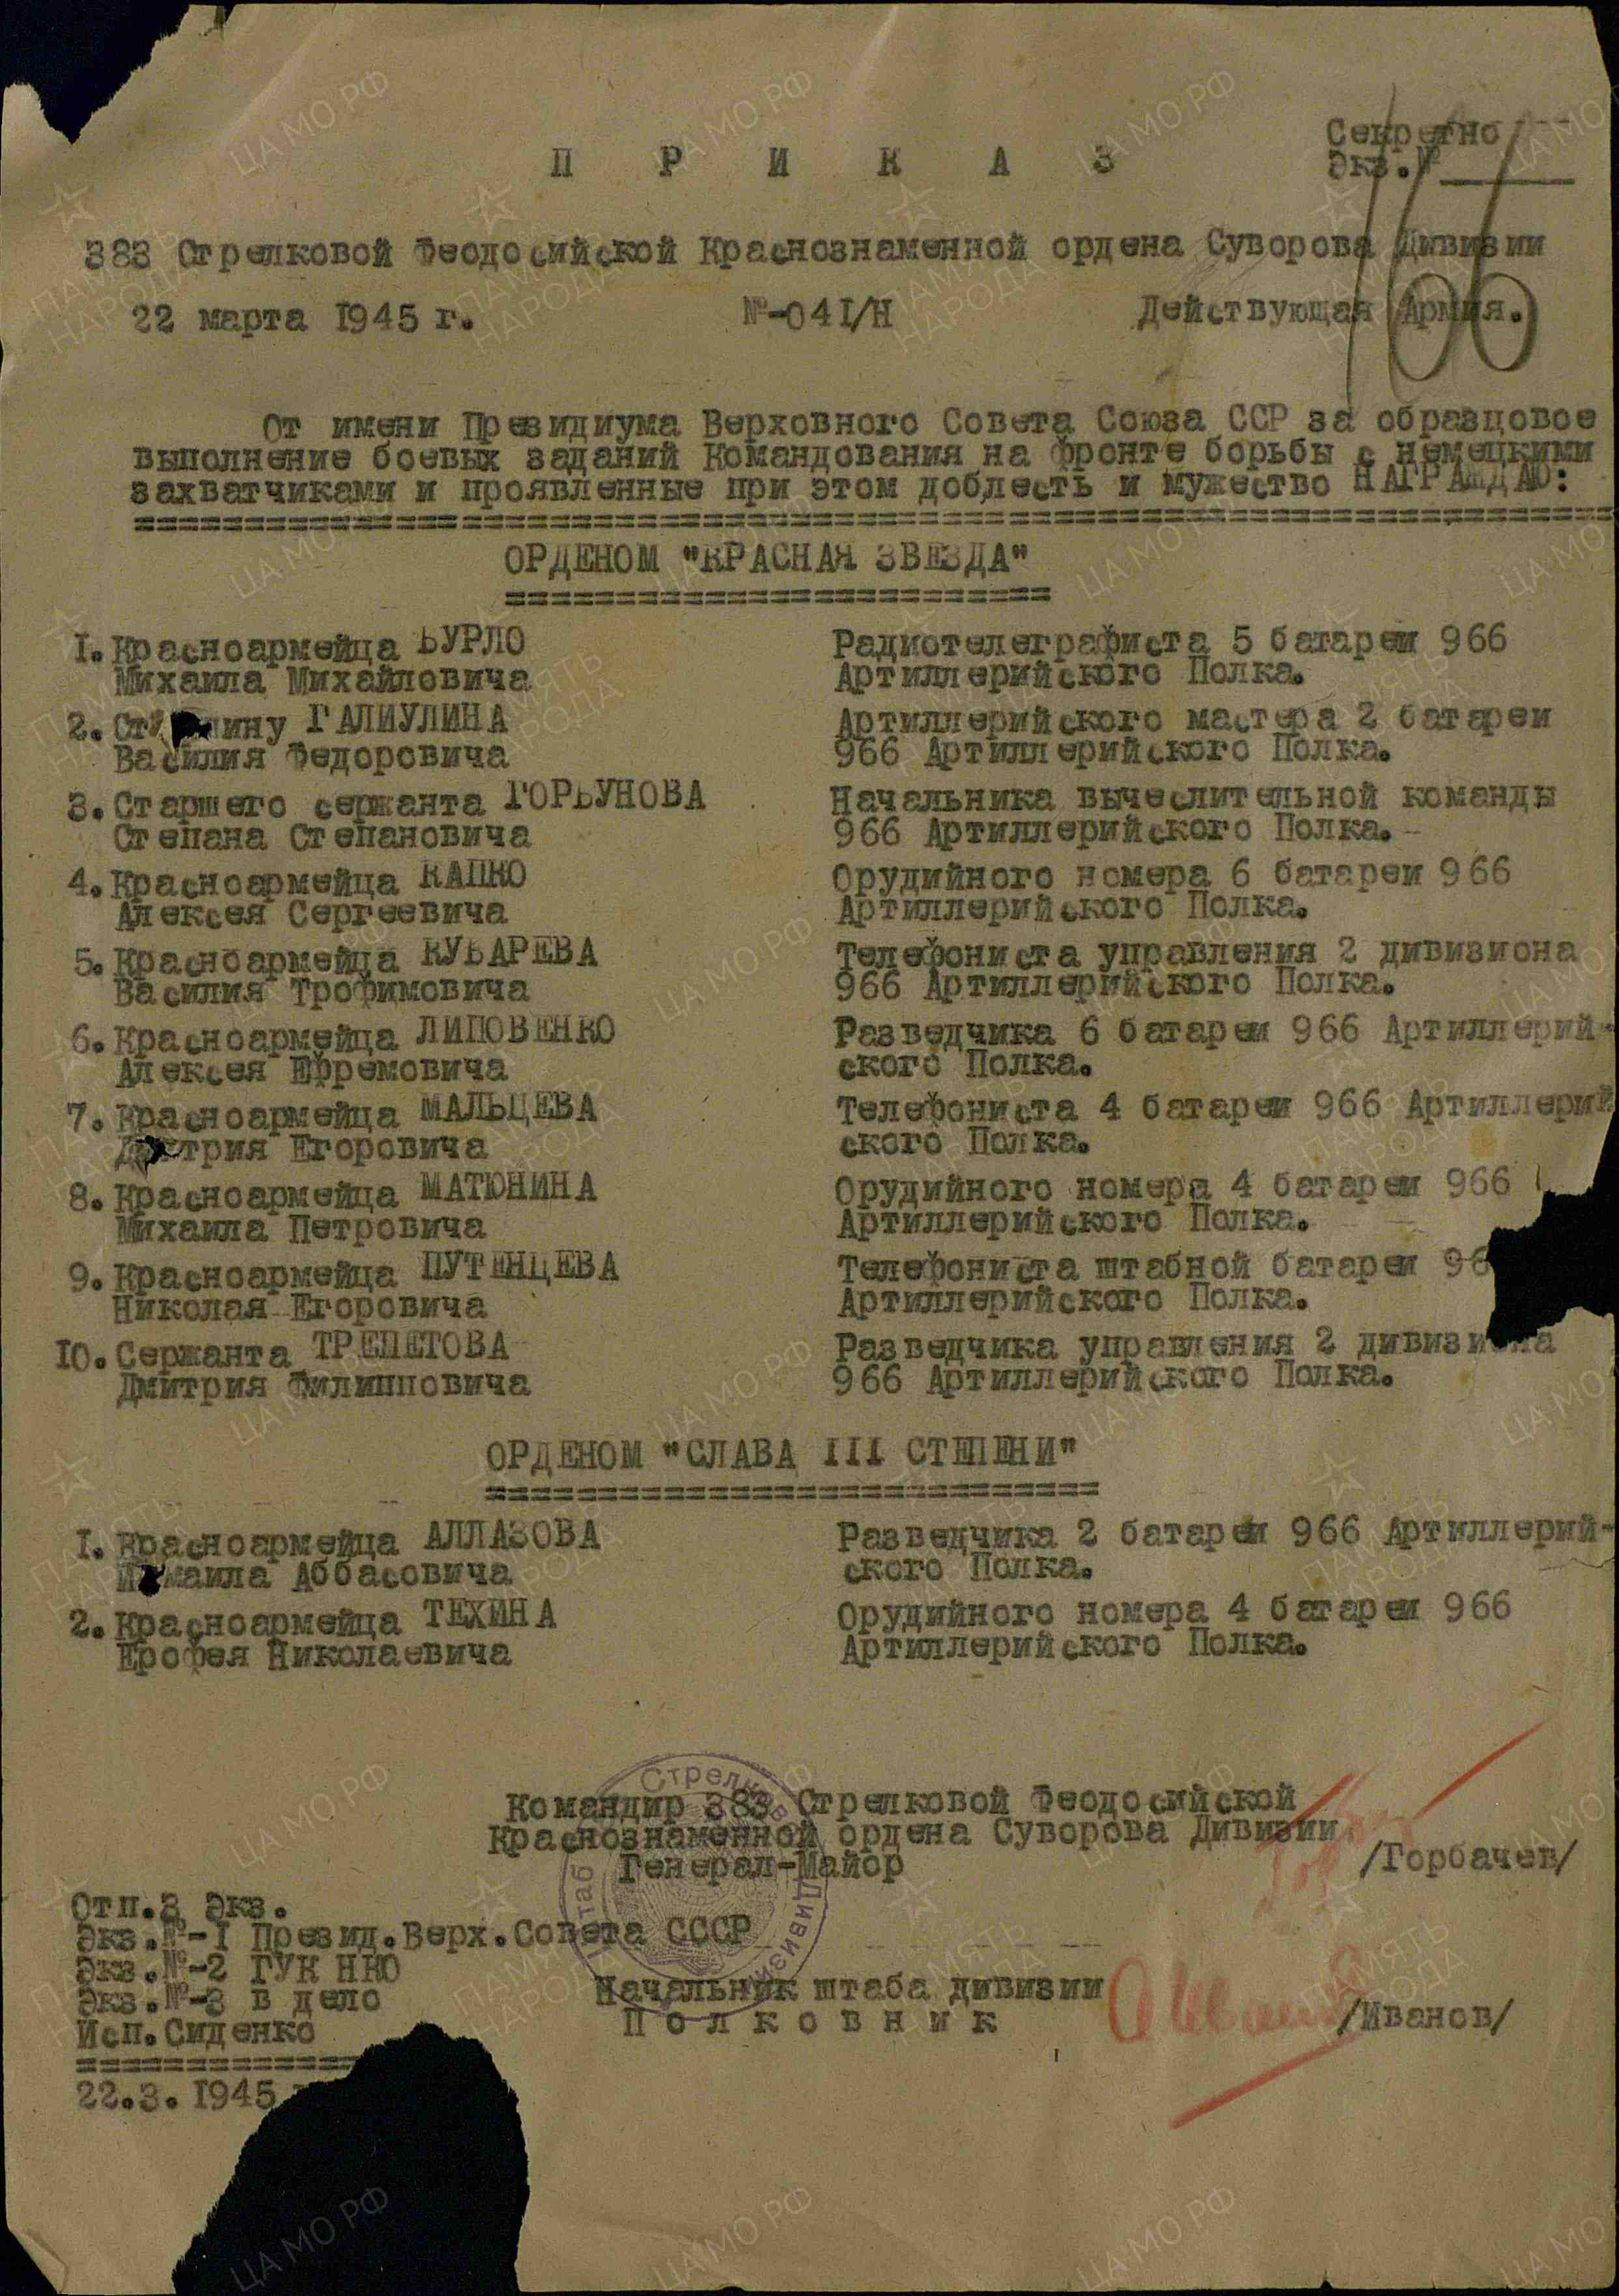 Секретно
Экз.№
П Р И К А З
383 Стрелковой Феодосийской Краснознаменной ордена Суворова Дивизии
22 марта 1945 г. №-041/Н Действующая Армия.
166
От имени Президиума Верховного Совета Союза ССР за образцовое
выполнение боевых заданий Командования на фронте борьбы с немецкими
захватчиками и проявленные при этом доблесть и мужество НАГРАЖДАЮ:
ОРДЕНОМ "КРАСНАЯ ЗВЕЗДА"
1. Красноармейца БУРЛО Радиотелеграфиста 5 батареи 966
Михаила Михайловича Артиллерийского Полка.
2. ГАЛИУЛИНА Артиллерийского мастера 2 батареи
Василия Федоровича 966 Артиллерийского Полка.
3. Старшего сержанта ГОРБУНОВА Начальника вычеслительной команды
Степана Степановича 966 Артиллерийского Полка.
4. Красноармейца КАПКО Орудийного номера 6 батареи 966
Алексея Сергеевича Артиллерийского Полка.
5. Красноармейца КУБАРЕВА Телефониста управления 2 дивизиона
Василия Трофимовича 966 Артиллерийского Полка.
6. Красноармейца ЛИПОВЕНКО Разведчика 6 батареи 966 Артиллерий-
Алексея Ефремовича ского Полка.
7. Красноармейца МАЛЬЦЕВА Телефониста 4 батареи 966 Артиллерий
Дмитрия Егоровича ского Полка.
8. Красноармейца МАТЮНИНА Орудийного номера 4 батареи 966
Михаила Петровича Артиллерийского Полка.
9. Красноармейца ПУТЕНЦЕВА Телефониста штабной батареи 96
Николая Егоровича Артиллерийского Полка.
10. Сержанта ТРЕПЕТОВА Разведчика управления 2 дивизиона
Дмитрия Филипповича 966 Артиллерийского Полка.
ОРДЕНОМ "СЛАВА III СТЕПЕНИ"
1. Красноармейца АЛЛАЗОВА Разведчика 2 батареи 966 Артиллерий-
Исмаила Аббасовича ского Полка.
2. Красноармейца ТЕХИНА Орудийного номера 4 батареи 966
Ерофея Николаевича Артиллерийского Полка.
Командир 383 Стрелковой Феодосийской
Краснознаменной ордена Суворова Дивизии
Генерал-Майор /Горбачев/
Отп.3 экз.
Экз.№-1 Презид.Верх.Совета СССР
Экз.№-2 ГУК НКО
Экз.№-3 в дело
Исп.Сиденко
22.3.1945
Начальник штаба дивизии
П о л к о в н и к /Иванов/